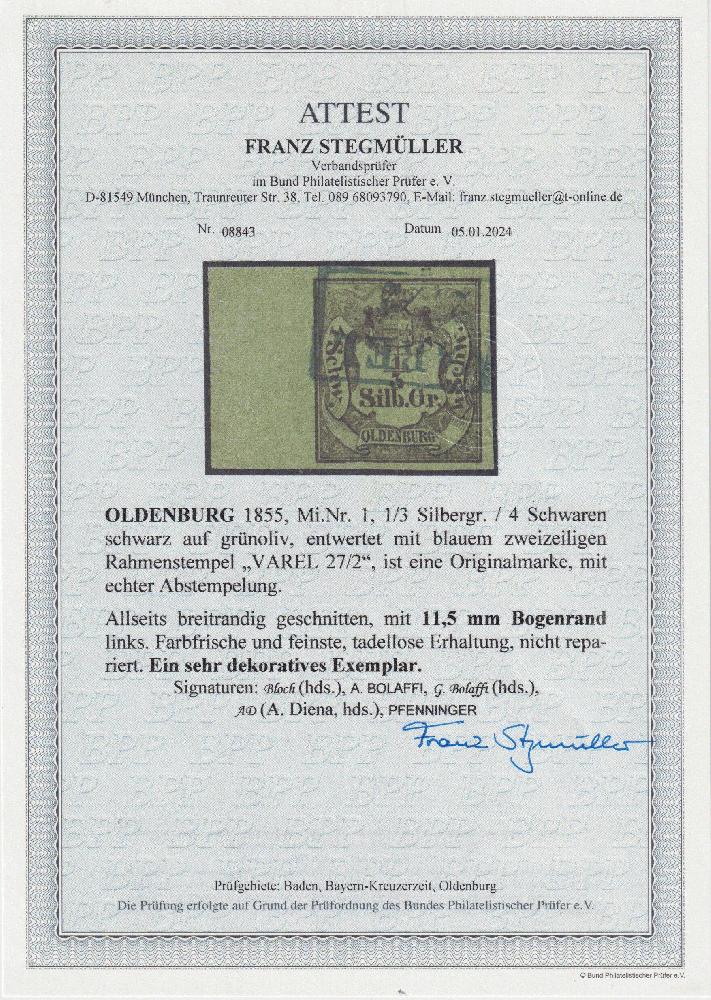 ATTEST
FRANZ STEGMÜLLER
Verbandsprüfer
im Bund Philatelistischer Prüfer e. V.
D-81549 München, Traunreuter Str. 38, Tel. 089 68093790, E-Mail: franz.stegmueller@t-online.de
Nr. 08843 Datum 05.01.2024
Silb.Gr.
OLDENBURG
OLDENBURG 1855, Mi.Nr. 1, 1/3 Silbergr. / 4 Schwaren
schwarz auf grünoliv, entwertet mit blauem zweizeiligen
Rahmenstempel „VAREL 27/2“, ist eine Originalmarke, mit
echter Abstempelung.
Allseits breitrandig geschnitten, mit 11,5 mm Bogenrand
links. Farbfrische und feinste, tadellose Erhaltung, nicht repa-
riert. Ein sehr dekoratives Exemplar.
Signaturen: Bloch (hds.), A. BOLAFFI, G. Bolaffi (hds.),
AD (A. Diena, hds.), PFENNINGER
Franz Stegmüller
Prüfgebiete: Baden, Bayern-Kreuzerzeit, Oldenburg
Die Prüfung erfolgte auf Grund der Prüfordnung des Bundes Philatelistischer Prüfer e.V.
© Bund Philatelistischer Prüfer e.V.